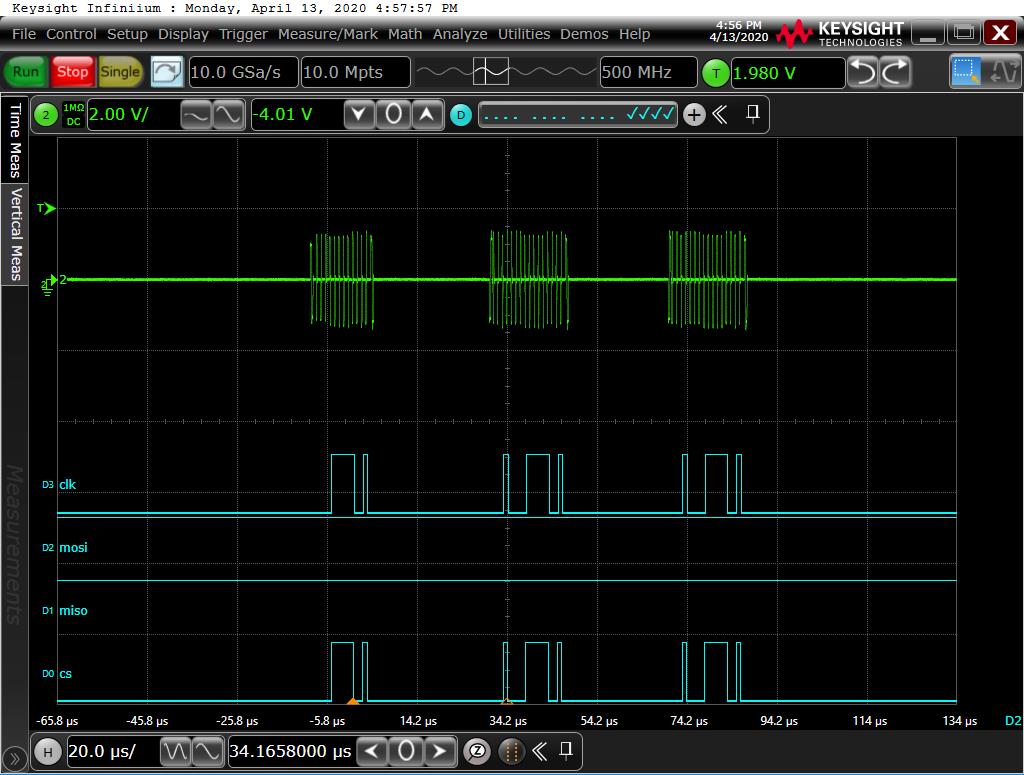 Keysight Infiniium : Monday, April 13, 2020 4:57:57 PM
File Control Setup Display Trigger Measure/Mark Math Analyze Utilities Demos Help
4:56 PM
4/13/2020
KEYSIGHT
TECHNOLOGIES
X
Run Stop Single 10.0 GSa/s 10.0 Mpts 500 MHz T 1.980 V
2 1MΩ DC 2.00 V/ -4.01 V 0 D
Time Meas
Vertical Meas
Measurements
T
2 2
D3 clk
D2 mosi
D1 miso
D0 cs
-65.8 µs -45.8 µs -25.8 µs -5.8 µs 14.2 µs 34.2 µs 54.2 µs 74.2 µs 94.2 µs 114 µs 134 µs D2
H 20.0 µs/ 34.1658000 µs 0 Z